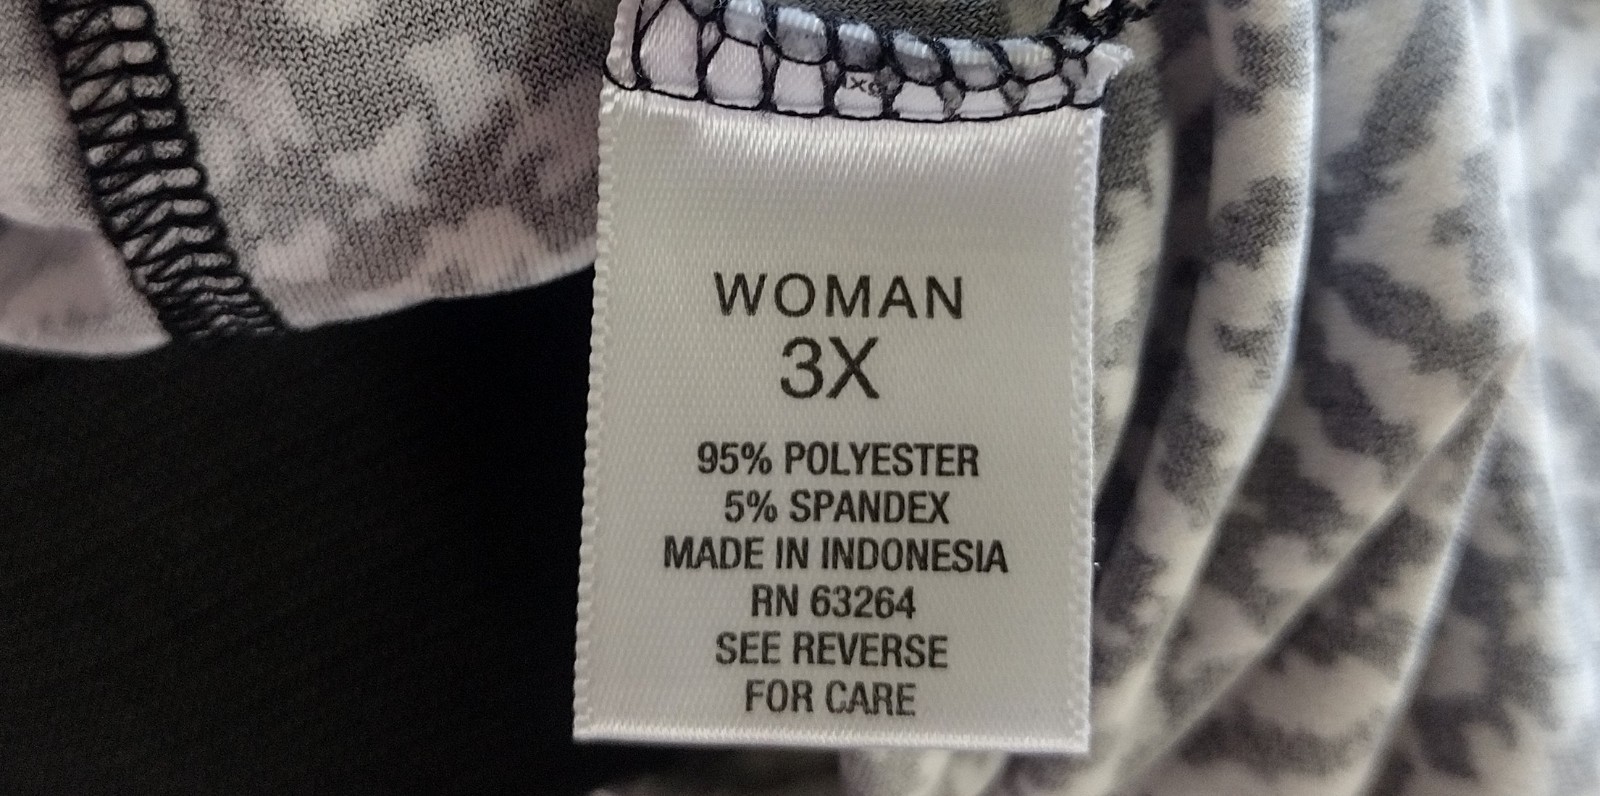 WOMAN
3X
95% POLYESTER
5% SPANDEX
MADE IN INDONESIA
RN 63264
SEE REVERSE
FOR CARE